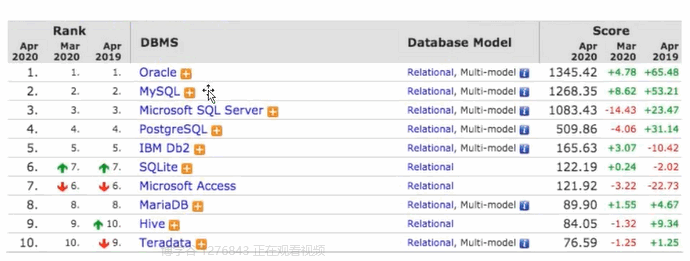 Rank Score
Apr 2020 Mar 2020 Apr 2019 DBMS Database Model Apr 2020 Mar 2020 Apr 2019
1. 1. 1. Oracle Relational, Multi-model 1345.42 +4.78 +65.48
2. 2. 2. MySQL Relational, Multi-model 1268.35 +8.62 +53.21
3. 3. 3. Microsoft SQL Server Relational, Multi-model 1083.43 -14.43 +23.47
4. 4. 4. PostgreSQL Relational, Multi-model 509.86 -4.06 +31.14
5. 5. 5. IBM Db2 Relational, Multi-model 165.63 +3.07 -10.42
6. 7. 7. SQLite Relational 122.19 +0.24 -2.02
7. 6. 6. Microsoft Access Relational 121.92 -3.22 -22.73
8. 8. 8. MariaDB Relational, Multi-model 89.90 +1.55 +4.67
9. 9. 10. Hive Relational 84.05 -1.32 +9.34
10. 10. 9. Teradata Relational, Multi-model 76.59 -1.25 +1.25
1276843 正在观看视频